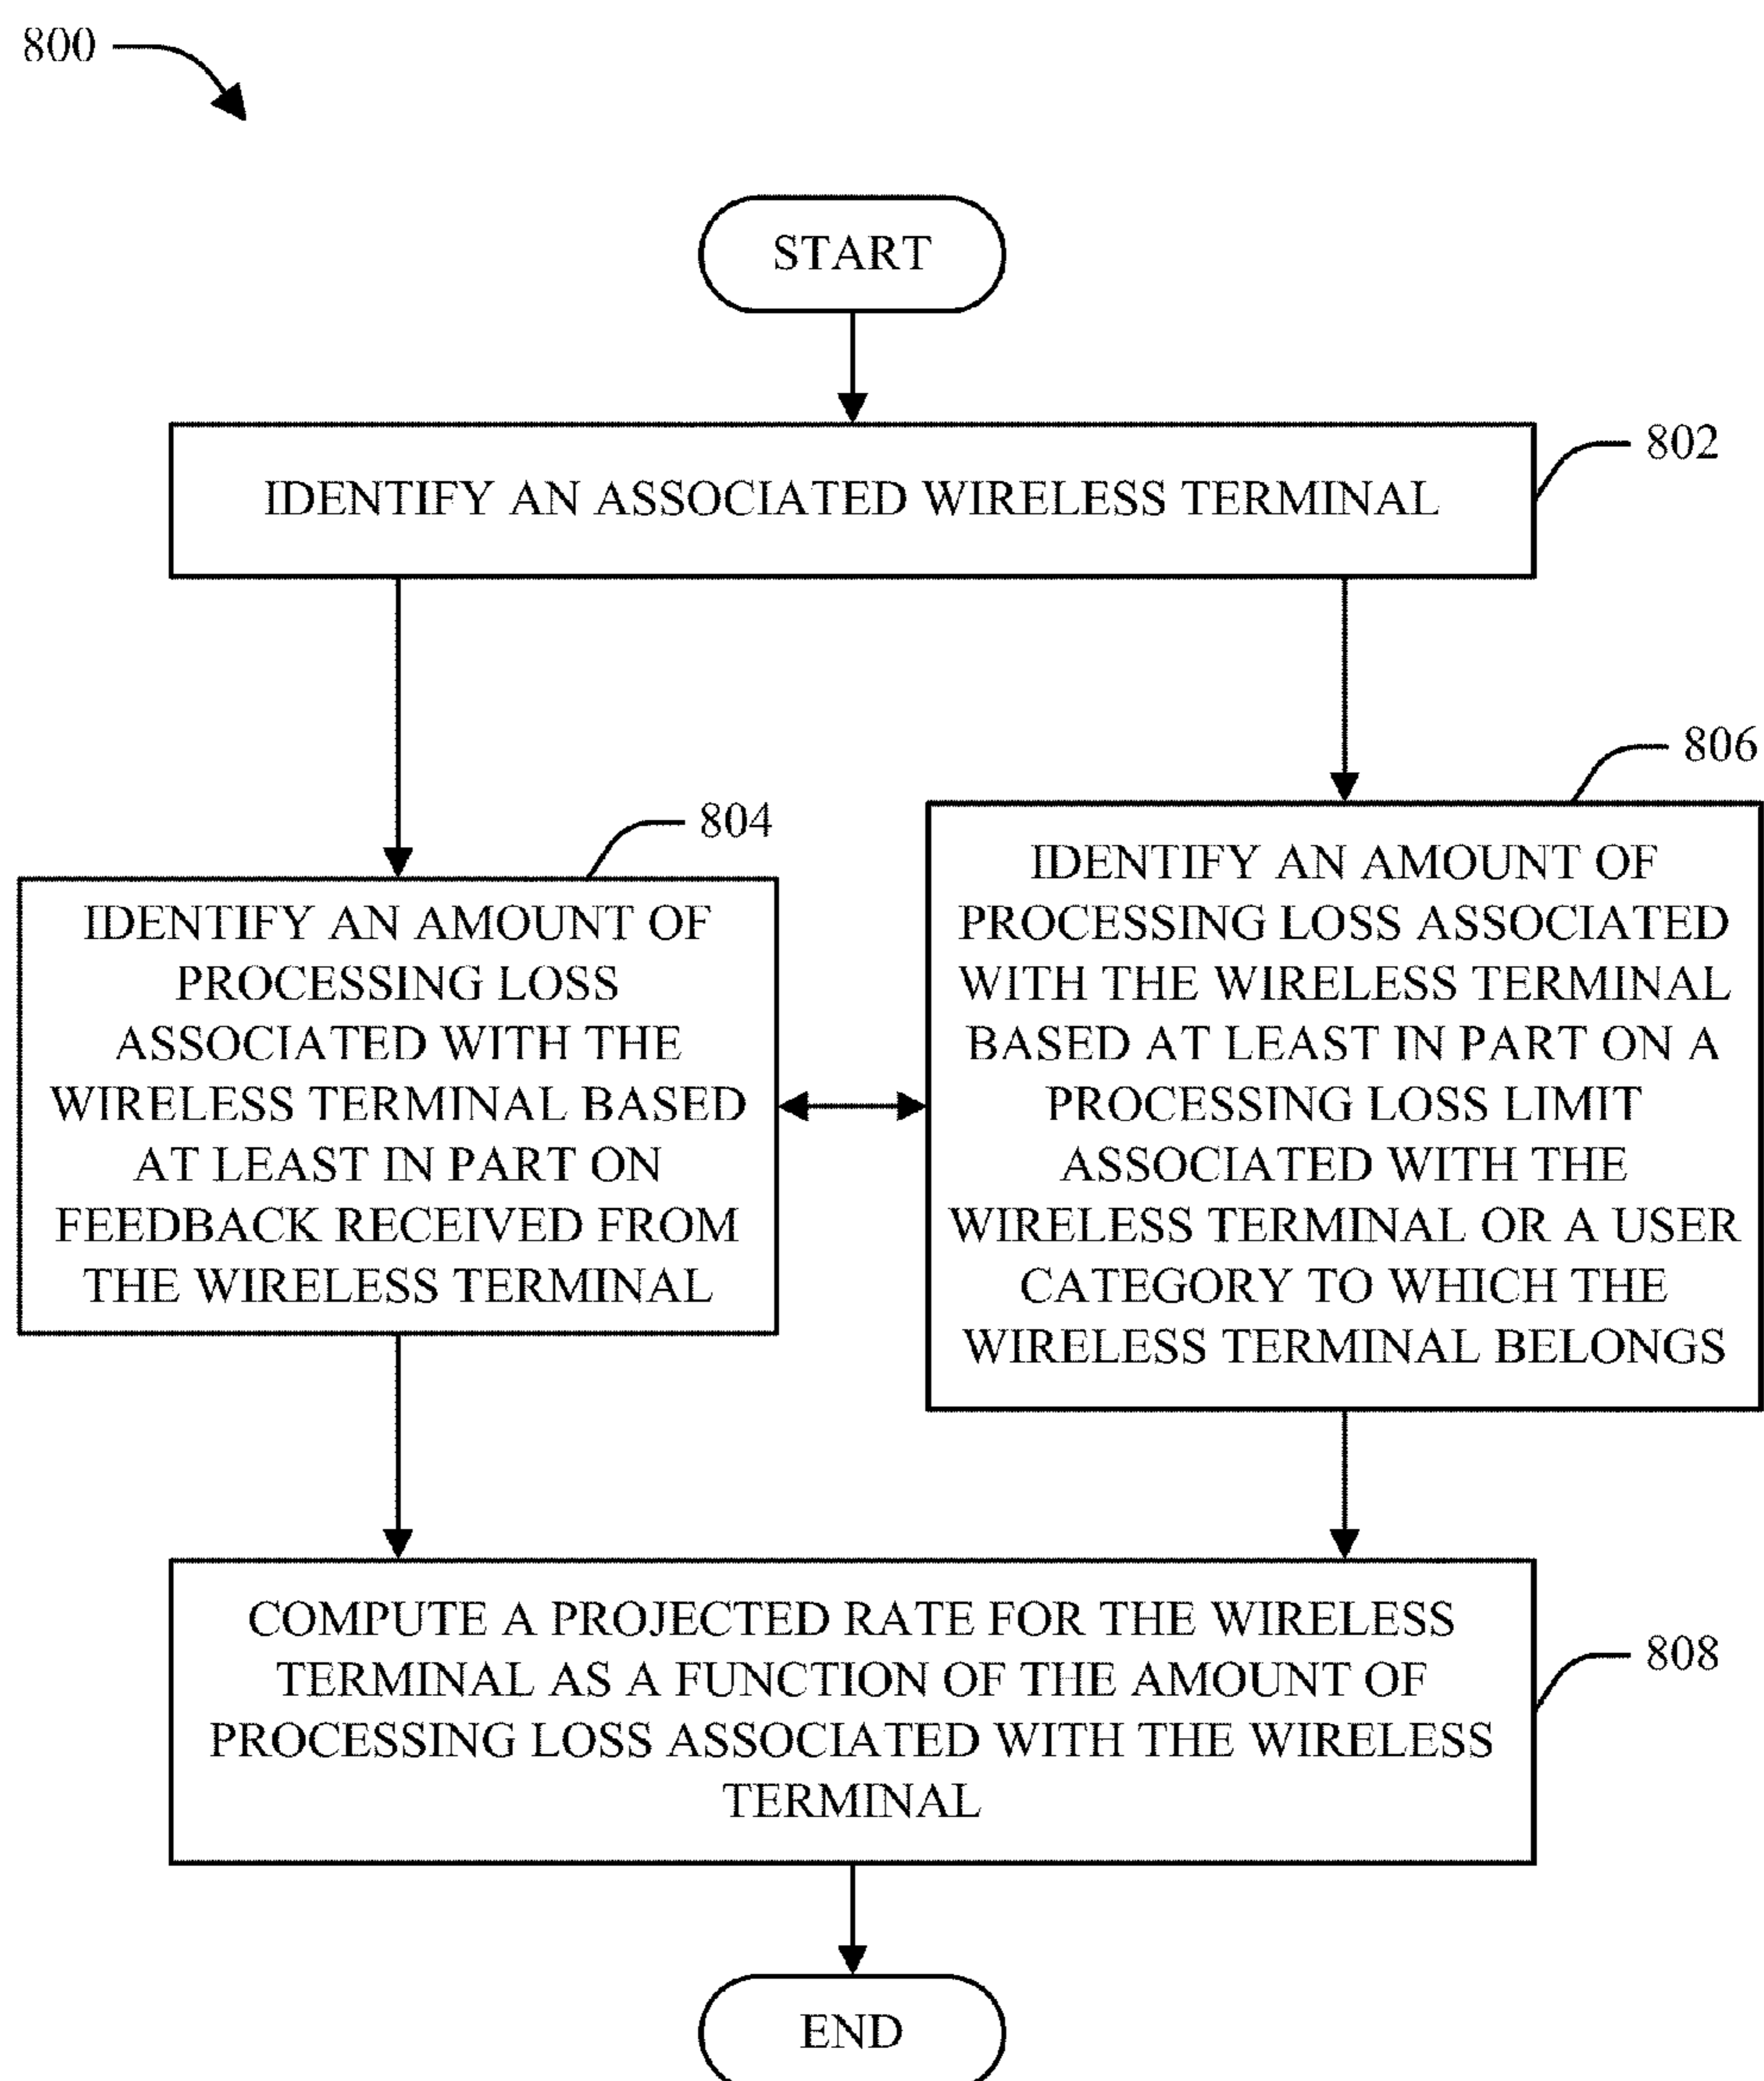 800
START
802
IDENTIFY AN ASSOCIATED WIRELESS TERMINAL
804
IDENTIFY AN AMOUNT OF
PROCESSING LOSS
ASSOCIATED WITH THE
WIRELESS TERMINAL BASED
AT LEAST IN PART ON
FEEDBACK RECEIVED FROM
THE WIRELESS TERMINAL
806
IDENTIFY AN AMOUNT OF
PROCESSING LOSS ASSOCIATED
WITH THE WIRELESS TERMINAL
BASED AT LEAST IN PART ON A
PROCESSING LOSS LIMIT
ASSOCIATED WITH THE
WIRELESS TERMINAL OR A USER
CATEGORY TO WHICH THE
WIRELESS TERMINAL BELONGS
COMPUTE A PROJECTED RATE FOR THE WIRELESS
TERMINAL AS A FUNCTION OF THE AMOUNT OF
PROCESSING LOSS ASSOCIATED WITH THE WIRELESS
TERMINAL
808
END